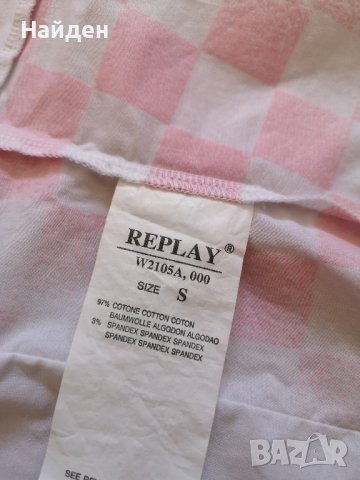 Найден
REPLAY®
W2105A, 000
SIZE S
97% COTONE COTTON COTON
BAUMWOLLE ALGODON ALGODAO
3% SPANDEX SPANDEX SPANDEX
SPANDEX SPANDEX SPANDEX
SEE
BAZAR